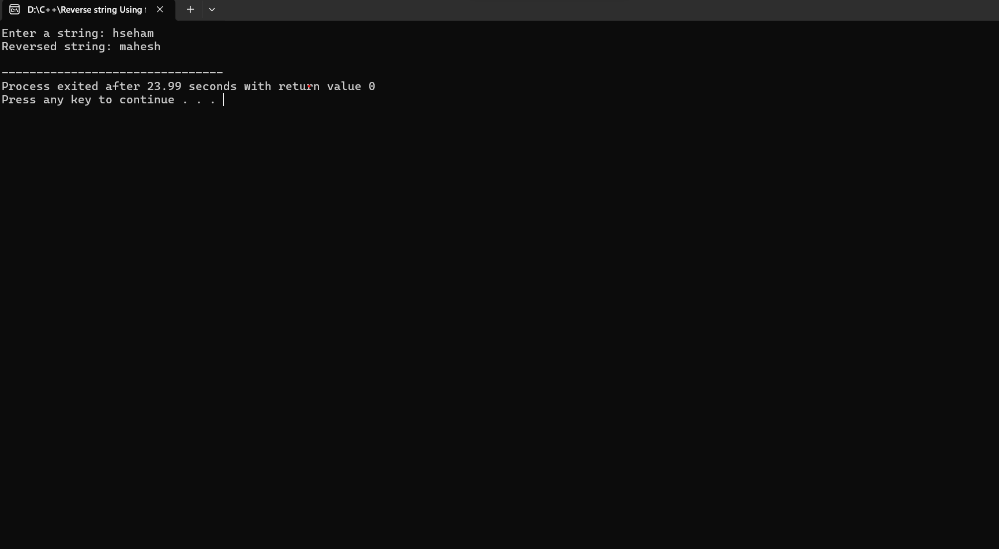 D:\C++\Reverse string Using
Enter a string: hseham
Reversed string: mahesh
--------------------------------
Process exited after 23.99 seconds with return value 0
Press any key to continue . . .